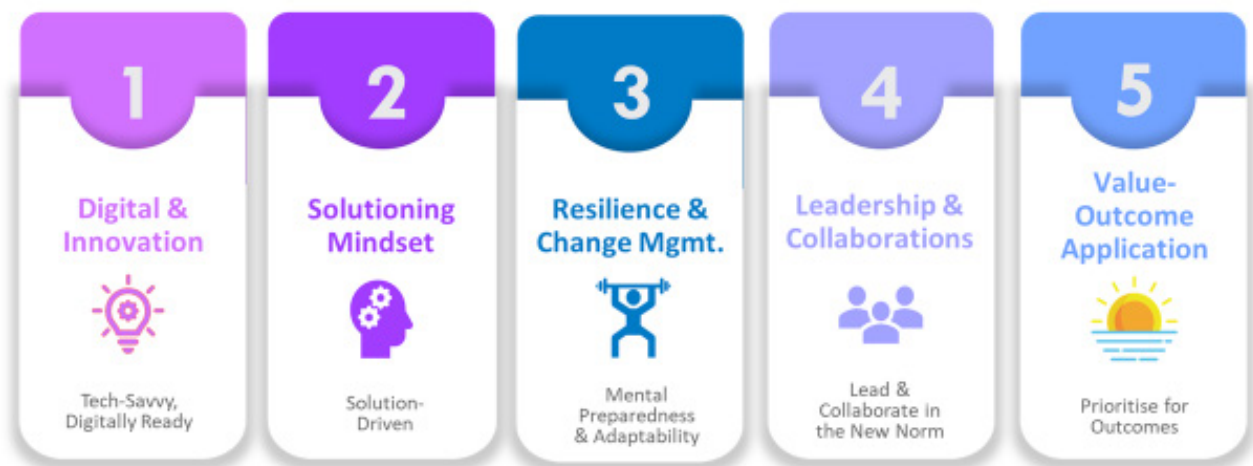 1
Digital &
Innovation
Tech-Savvy,
Digitally Ready
2
Solutioning
Mindset
Solution-
Driven
3
Resilience &
Change Mgmt.
Mental
Preparedness
& Adaptability
4
Leadership &
Collaborations
Lead &
Collaborate in
the New Norm
5
Value-
Outcome
Application
Prioritise for
Outcomes